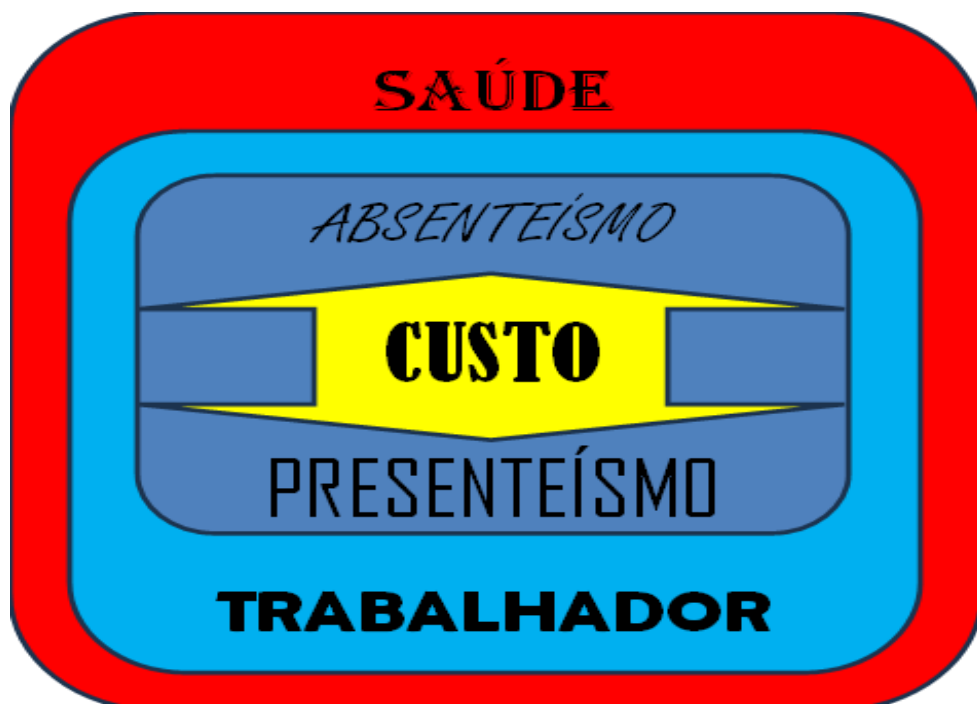 SAÚDE
ABSENTEÍSMO
CUSTO
PRESENTEÍSMO
TRABALHADOR